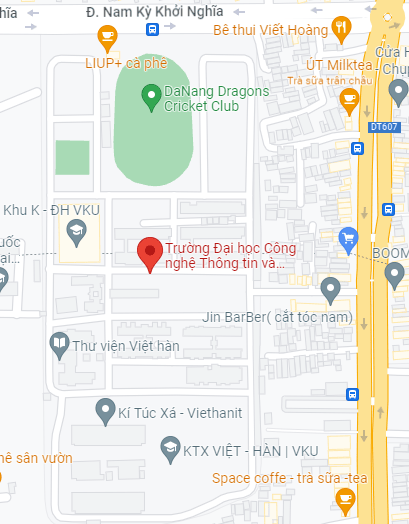 hĩa
Đ. Nam Kỳ Khởi Nghĩa
Bê thui Viết Hoàng
LIUP+ cà phê
Cửa H
Chụp
ÚT Milktea
Trà sữa trân châu
DaNang Dragons
Cricket Club
DT607
Khu K - ĐH VKU
uốc
ại...
Trường Đại học Công
nghệ Thông tin và...
BOOM
Jin BarBer( cắt tóc nam)
Thư viện Việt hàn
Kí Túc Xá - Viethanit
KTX VIỆT - HÀN | VKU
hê sân vườn
Space coffe - trà sữa -tea